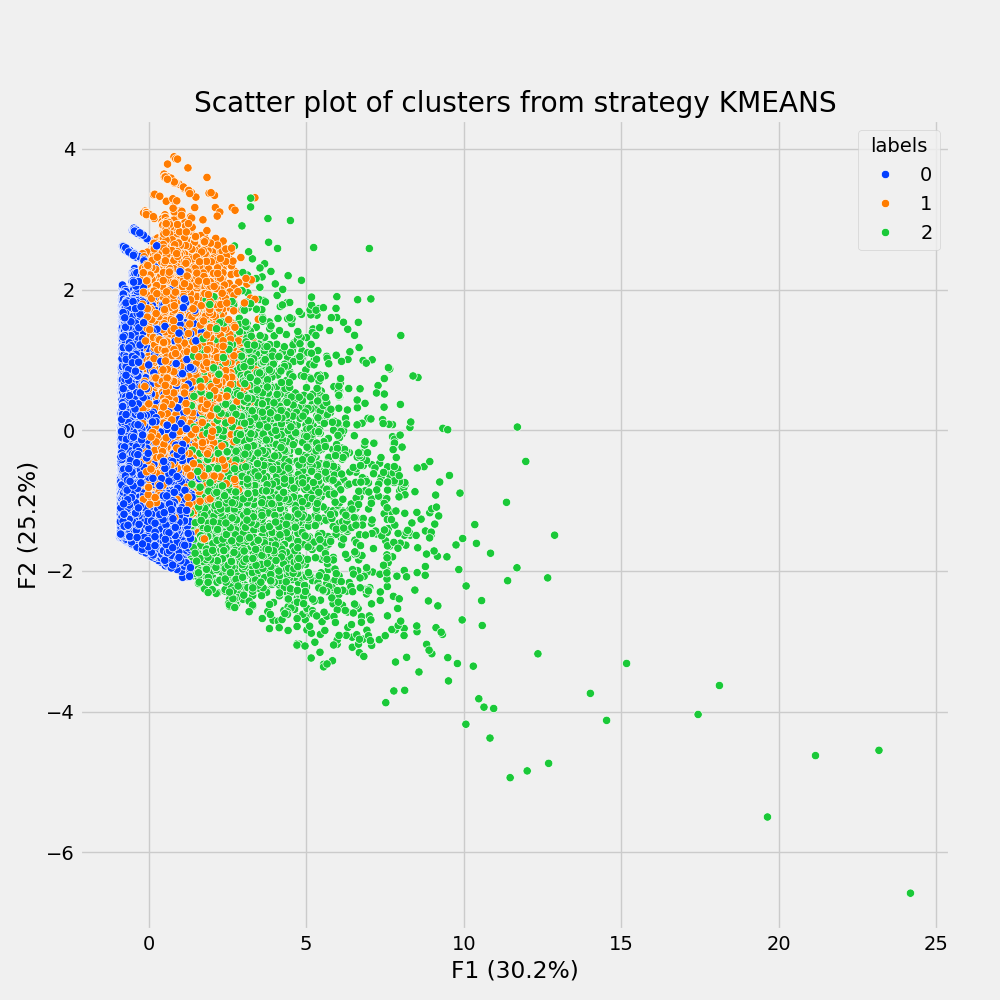 Scatter plot of clusters from strategy KMEANS
labels
0
1
2
4
2
0
−2
−4
−6
F2 (25.2%)
0 5 10 15 20 25
F1 (30.2%)